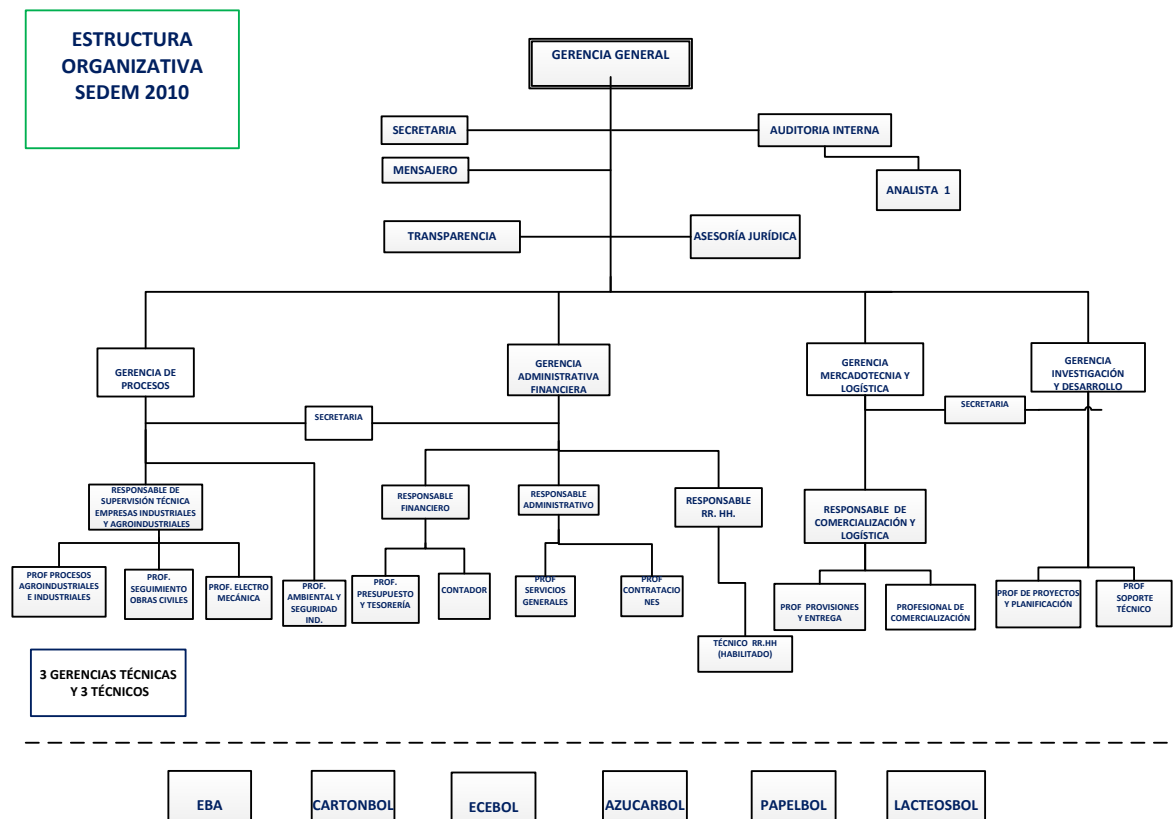 ESTRUCTURA
ORGANIZATIVA
SEDEM 2010
GERENCIA GENERAL
SECRETARIA
AUDITORIA INTERNA
MENSAJERO
ANALISTA 1
TRANSPARENCIA
ASESORÍA JURÍDICA
GERENCIA DE
PROCESOS
GERENCIA
ADMINISTRATIVA
FINANCIERA
GERENCIA
MERCADOTECNIA Y
LOGÍSTICA
GERENCIA
INVESTIGACIÓN
Y DESARROLLO
SECRETARIA
SECRETARIA
RESPONSABLE DE
SUPERVISIÓN TÉCNICA
EMPRESAS INDUSTRIALES
Y AGROINDUSTRIALES
RESPONSABLE
FINANCIERO
RESPONSABLE
ADMINISTRATIVO
RESPONSABLE
RR. HH.
RESPONSABLE DE
COMERCIALIZACIÓN Y
LOGÍSTICA
PROF PROCESOS
AGROINDUSTRIALES
E INDUSTRIALES
PROF.
SEGUIMIENTO
OBRAS CIVILES
PROF. ELECTRO
MECÁNICA
PROF.
AMBIENTAL Y
SEGURIDAD
IND.
PROF.
PRESUPUESTO
Y TESORERÍA
CONTADOR
PROF
SERVICIOS
GENERALES
PROF
CONTRATACIO
NES
PROF PROVISIONES
Y ENTREGA
PROFESIONAL DE
COMERCIALIZACIÓN
PROF DE PROYECTOS
Y PLANIFICACIÓN
PROF
SOPORTE
TÉCNICO
TÉCNICO RR.HH
(HABILITADO)
3 GERENCIAS TÉCNICAS
Y 3 TÉCNICOS
EBA
CARTONBOL
ECEBOL
AZUCARBOL
PAPELBOL
LACTEOSBOL